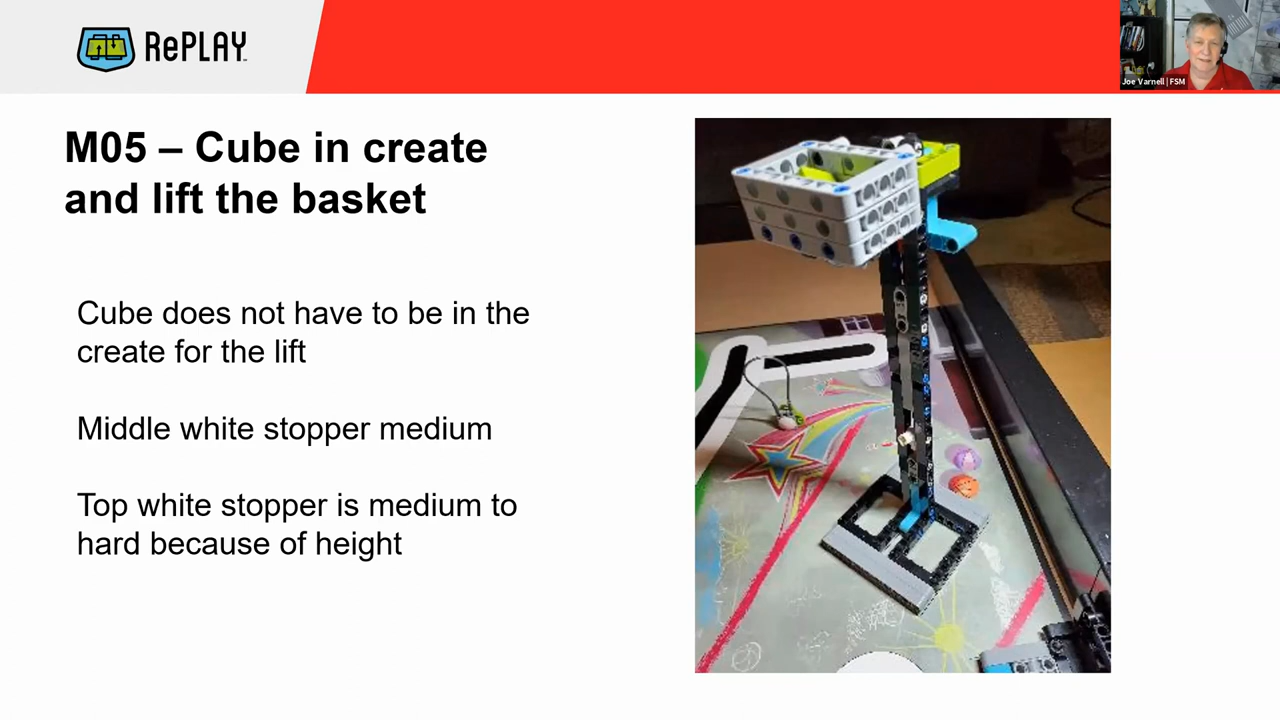 RePLAY
Joe Varnell | FSM
M05 – Cube in create
and lift the basket
Cube does not have to be in the
create for the lift
Middle white stopper medium
Top white stopper is medium to
hard because of height